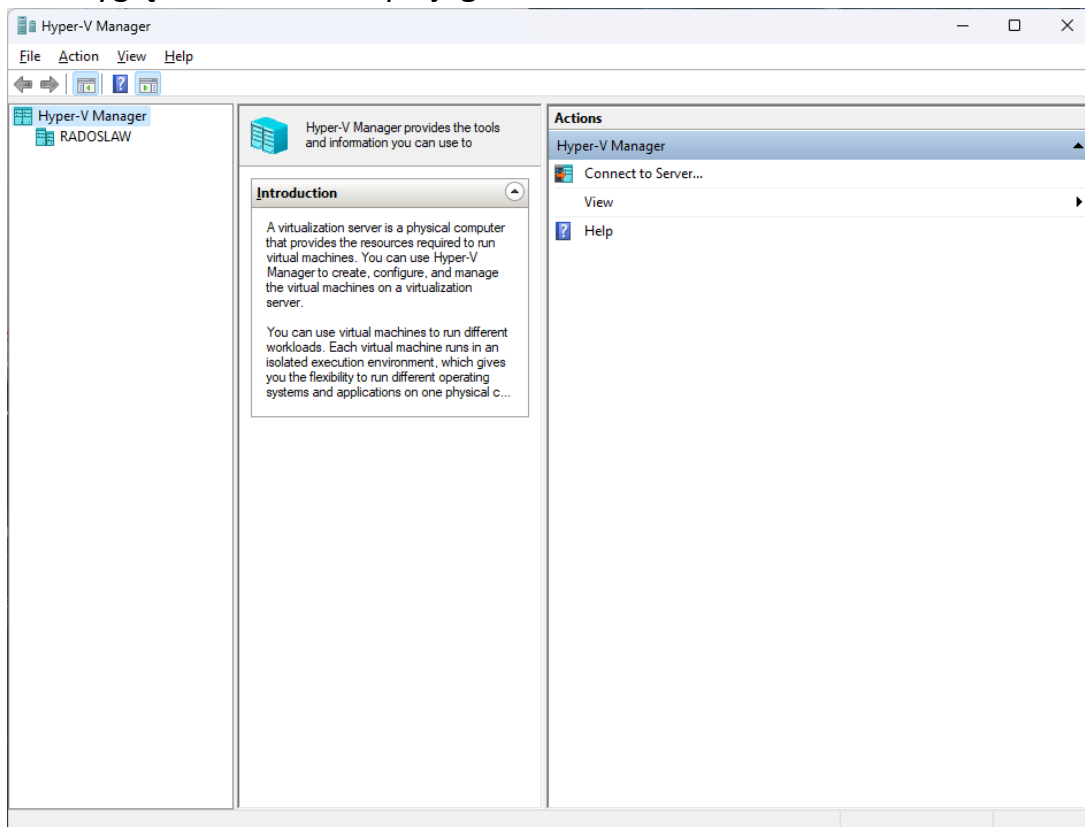 Hyper-V Manager
File Action View Help
Hyper-V Manager
RADOSLAW
Hyper-V Manager provides the tools
and information you can use to
Introduction
A virtualization server is a physical computer
that provides the resources required to run
virtual machines. You can use Hyper-V
Manager to create, configure, and manage
the virtual machines on a virtualization
server.
You can use virtual machines to run different
workloads. Each virtual machine runs in an
isolated execution environment, which gives
you the flexibility to run different operating
systems and applications on one physical c...
Actions
Hyper-V Manager
Connect to Server...
View
Help